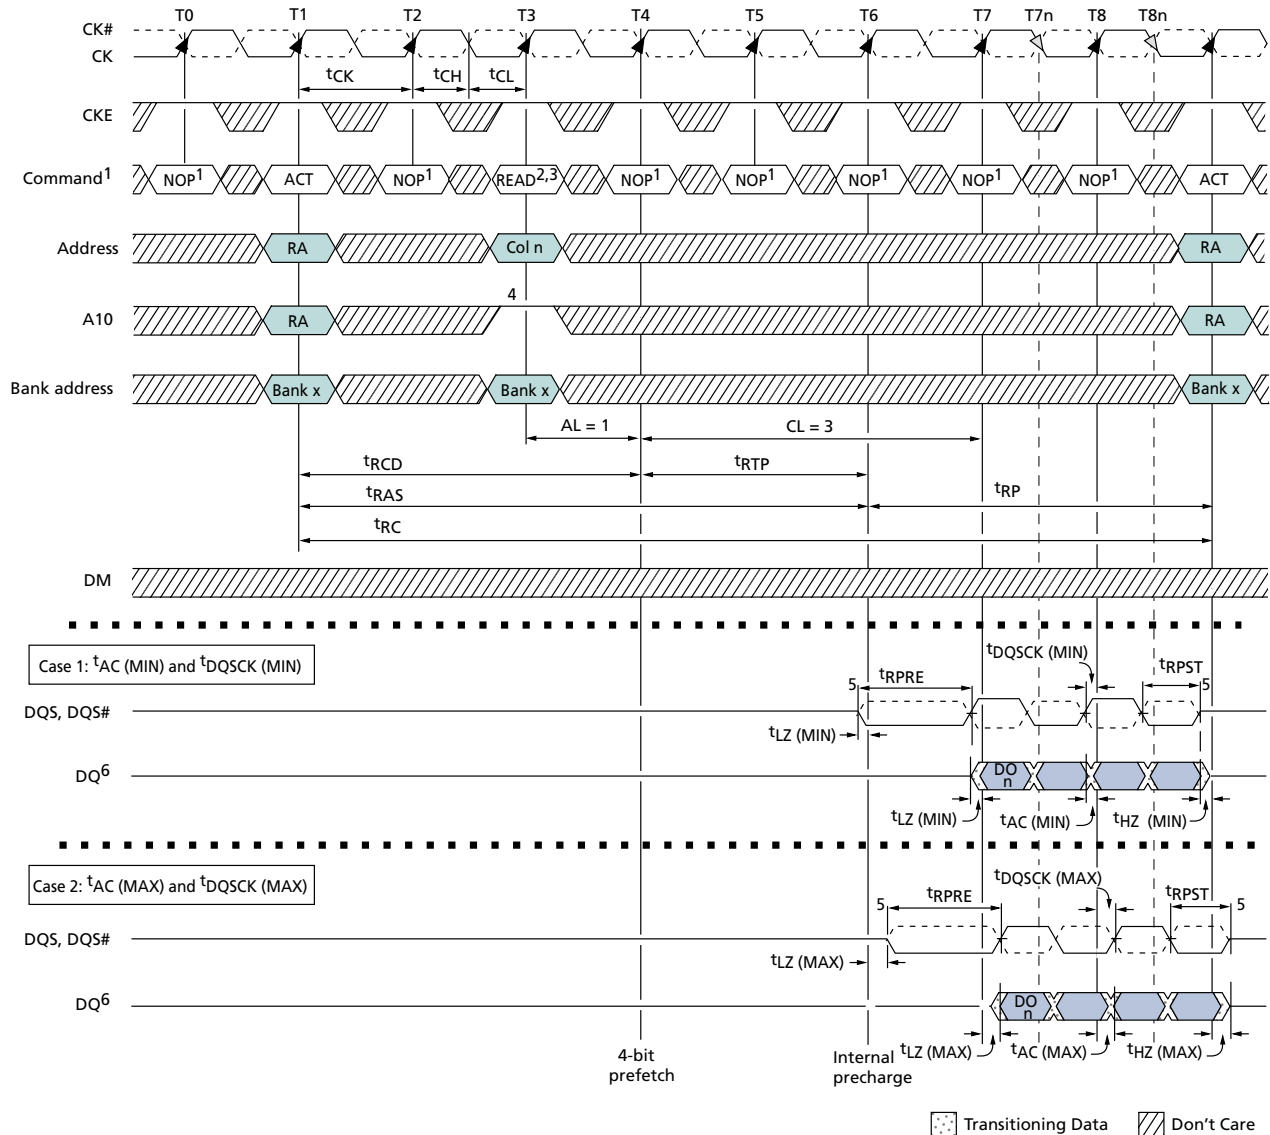 T0 T1 T2 T3 T4 T5 T6 T7 T7n T8 T8n
CK#
CK
tCK tCH tCL
CKE
Command1 NOP1 ACT NOP1 READ2,3 NOP1 NOP1 NOP1 NOP1 NOP1 ACT
Address RA Col n RA
4
A10 RA RA
Bank address Bank x Bank x Bank x
AL = 1 CL = 3
tRCD tRTP
tRAS tRP
tRC
DM
Case 1: tAC (MIN) and tDQSCK (MIN)
tDQSCK (MIN)
5 tRPRE tRPST 5
DQS, DQS#
tLZ (MIN)
DQ6 DO
n
tLZ (MIN) tAC (MIN) tHZ (MIN)
Case 2: tAC (MAX) and tDQSCK (MAX)
tDQSCK (MAX)
5 tRPRE tRPST 5
DQS, DQS#
tLZ (MAX)
DQ6 DO
n
tLZ (MAX) tAC (MAX) tHZ (MAX)
4-bit
prefetch
Internal
precharge
Transitioning Data Don't Care